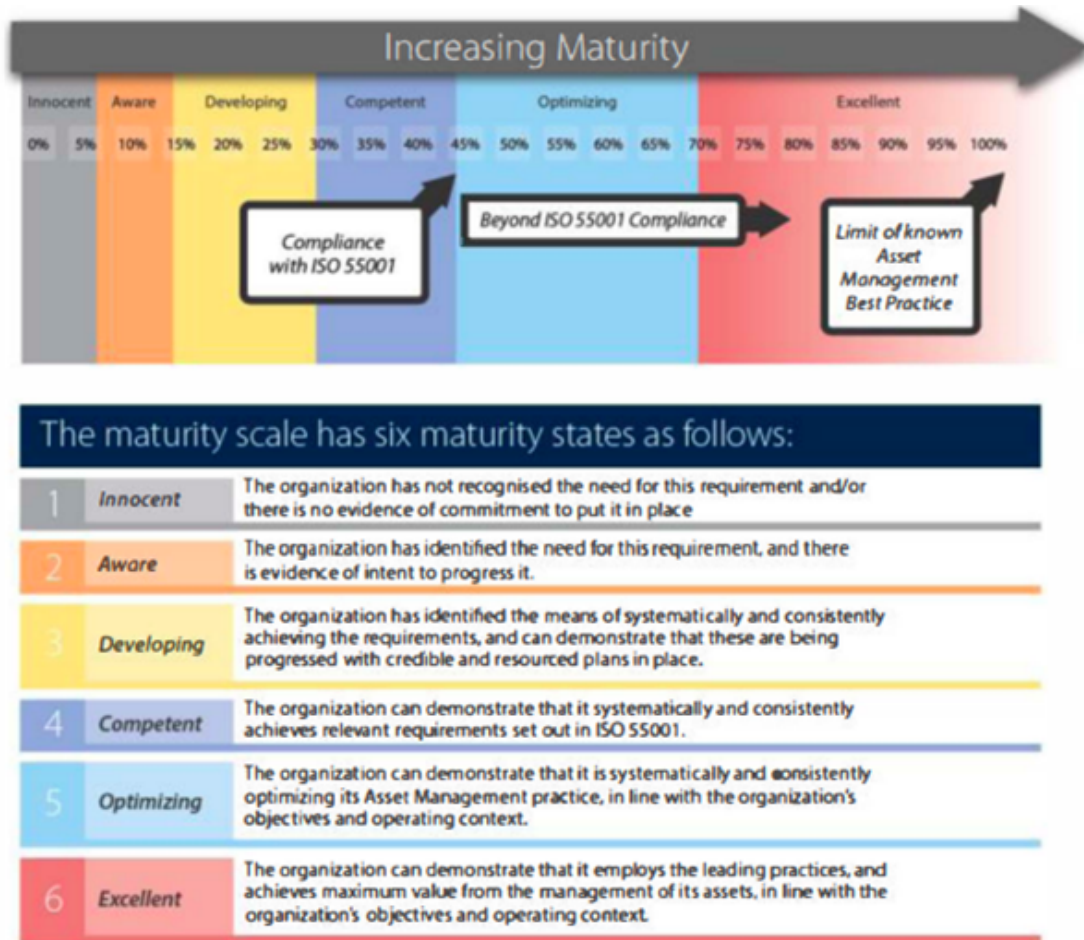 Increasing Maturity
Innocent Aware Developing Competent Optimizing Excellent
0% 5% 10% 15% 20% 25% 30% 35% 40% 45% 50% 55% 60% 65% 70% 75% 80% 85% 90% 95% 100%
Compliance
with ISO 55001
Beyond ISO 55001 Compliance
Limit of known
Asset
Management
Best Practice
The maturity scale has six maturity states as follows:
1 Innocent
The organization has not recognised the need for this requirement and/or
there is no evidence of commitment to put it in place
2 Aware
The organization has identified the need for this requirement, and there
is evidence of intent to progress it.
3 Developing
The organization has identified the means of systematically and consistently
achieving the requirements, and can demonstrate that these are being
progressed with credible and resourced plans in place.
4 Competent
The organization can demonstrate that it systematically and consistently
achieves relevant requirements set out in ISO 55001.
5 Optimizing
The organization can demonstrate that it is systematically and consistently
optimizing its Asset Management practice, in line with the organization's
objectives and operating context.
6 Excellent
The organization can demonstrate that it employs the leading practices, and
achieves maximum value from the management of its assets, in line with the
organization's objectives and operating context.